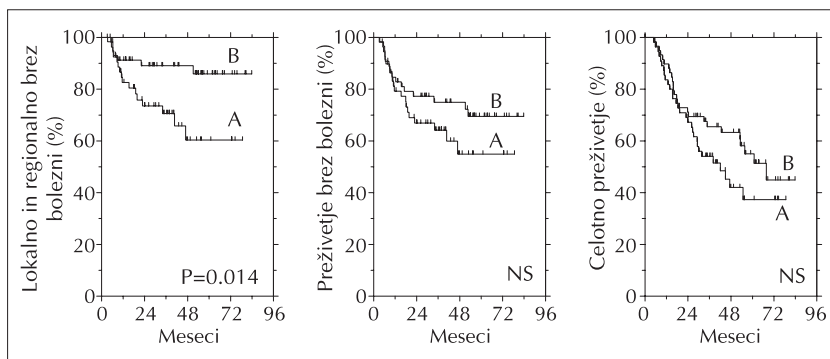 Lokalno in regionalno brez
bolezni (%)
100
80
60
40
20
0
B
A
P=0.014
0 24 48 72 96
Meseci
Preživetje brez bolezni (%)
100
80
60
40
20
0
B
A
NS
0 24 48 72 96
Meseci
Celotno preživetje (%)
100
80
60
40
20
0
B
A
NS
0 24 48 72 96
Meseci